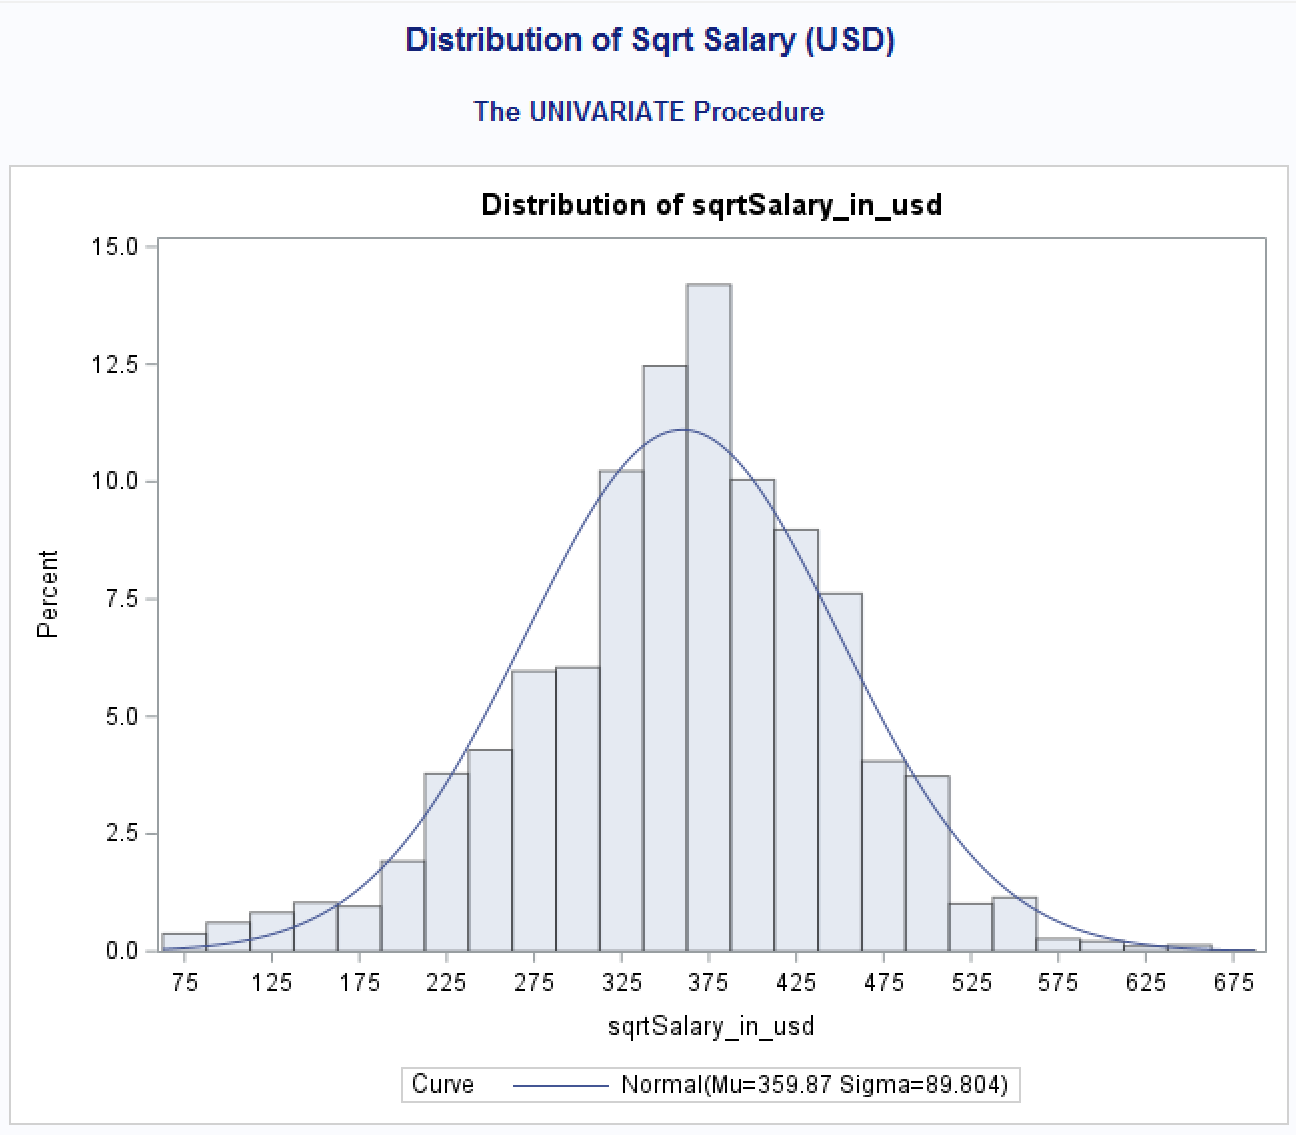 Distribution of Sqrt Salary (USD)
The UNIVARIATE Procedure
Distribution of sqrtSalary_in_usd
15.0
12.5
10.0
7.5
5.0
2.5
0.0
Percent
75 125 175 225 275 325 375 425 475 525 575 625 675
sqrtSalary_in_usd
Curve Normal(Mu=359.87 Sigma=89.804)